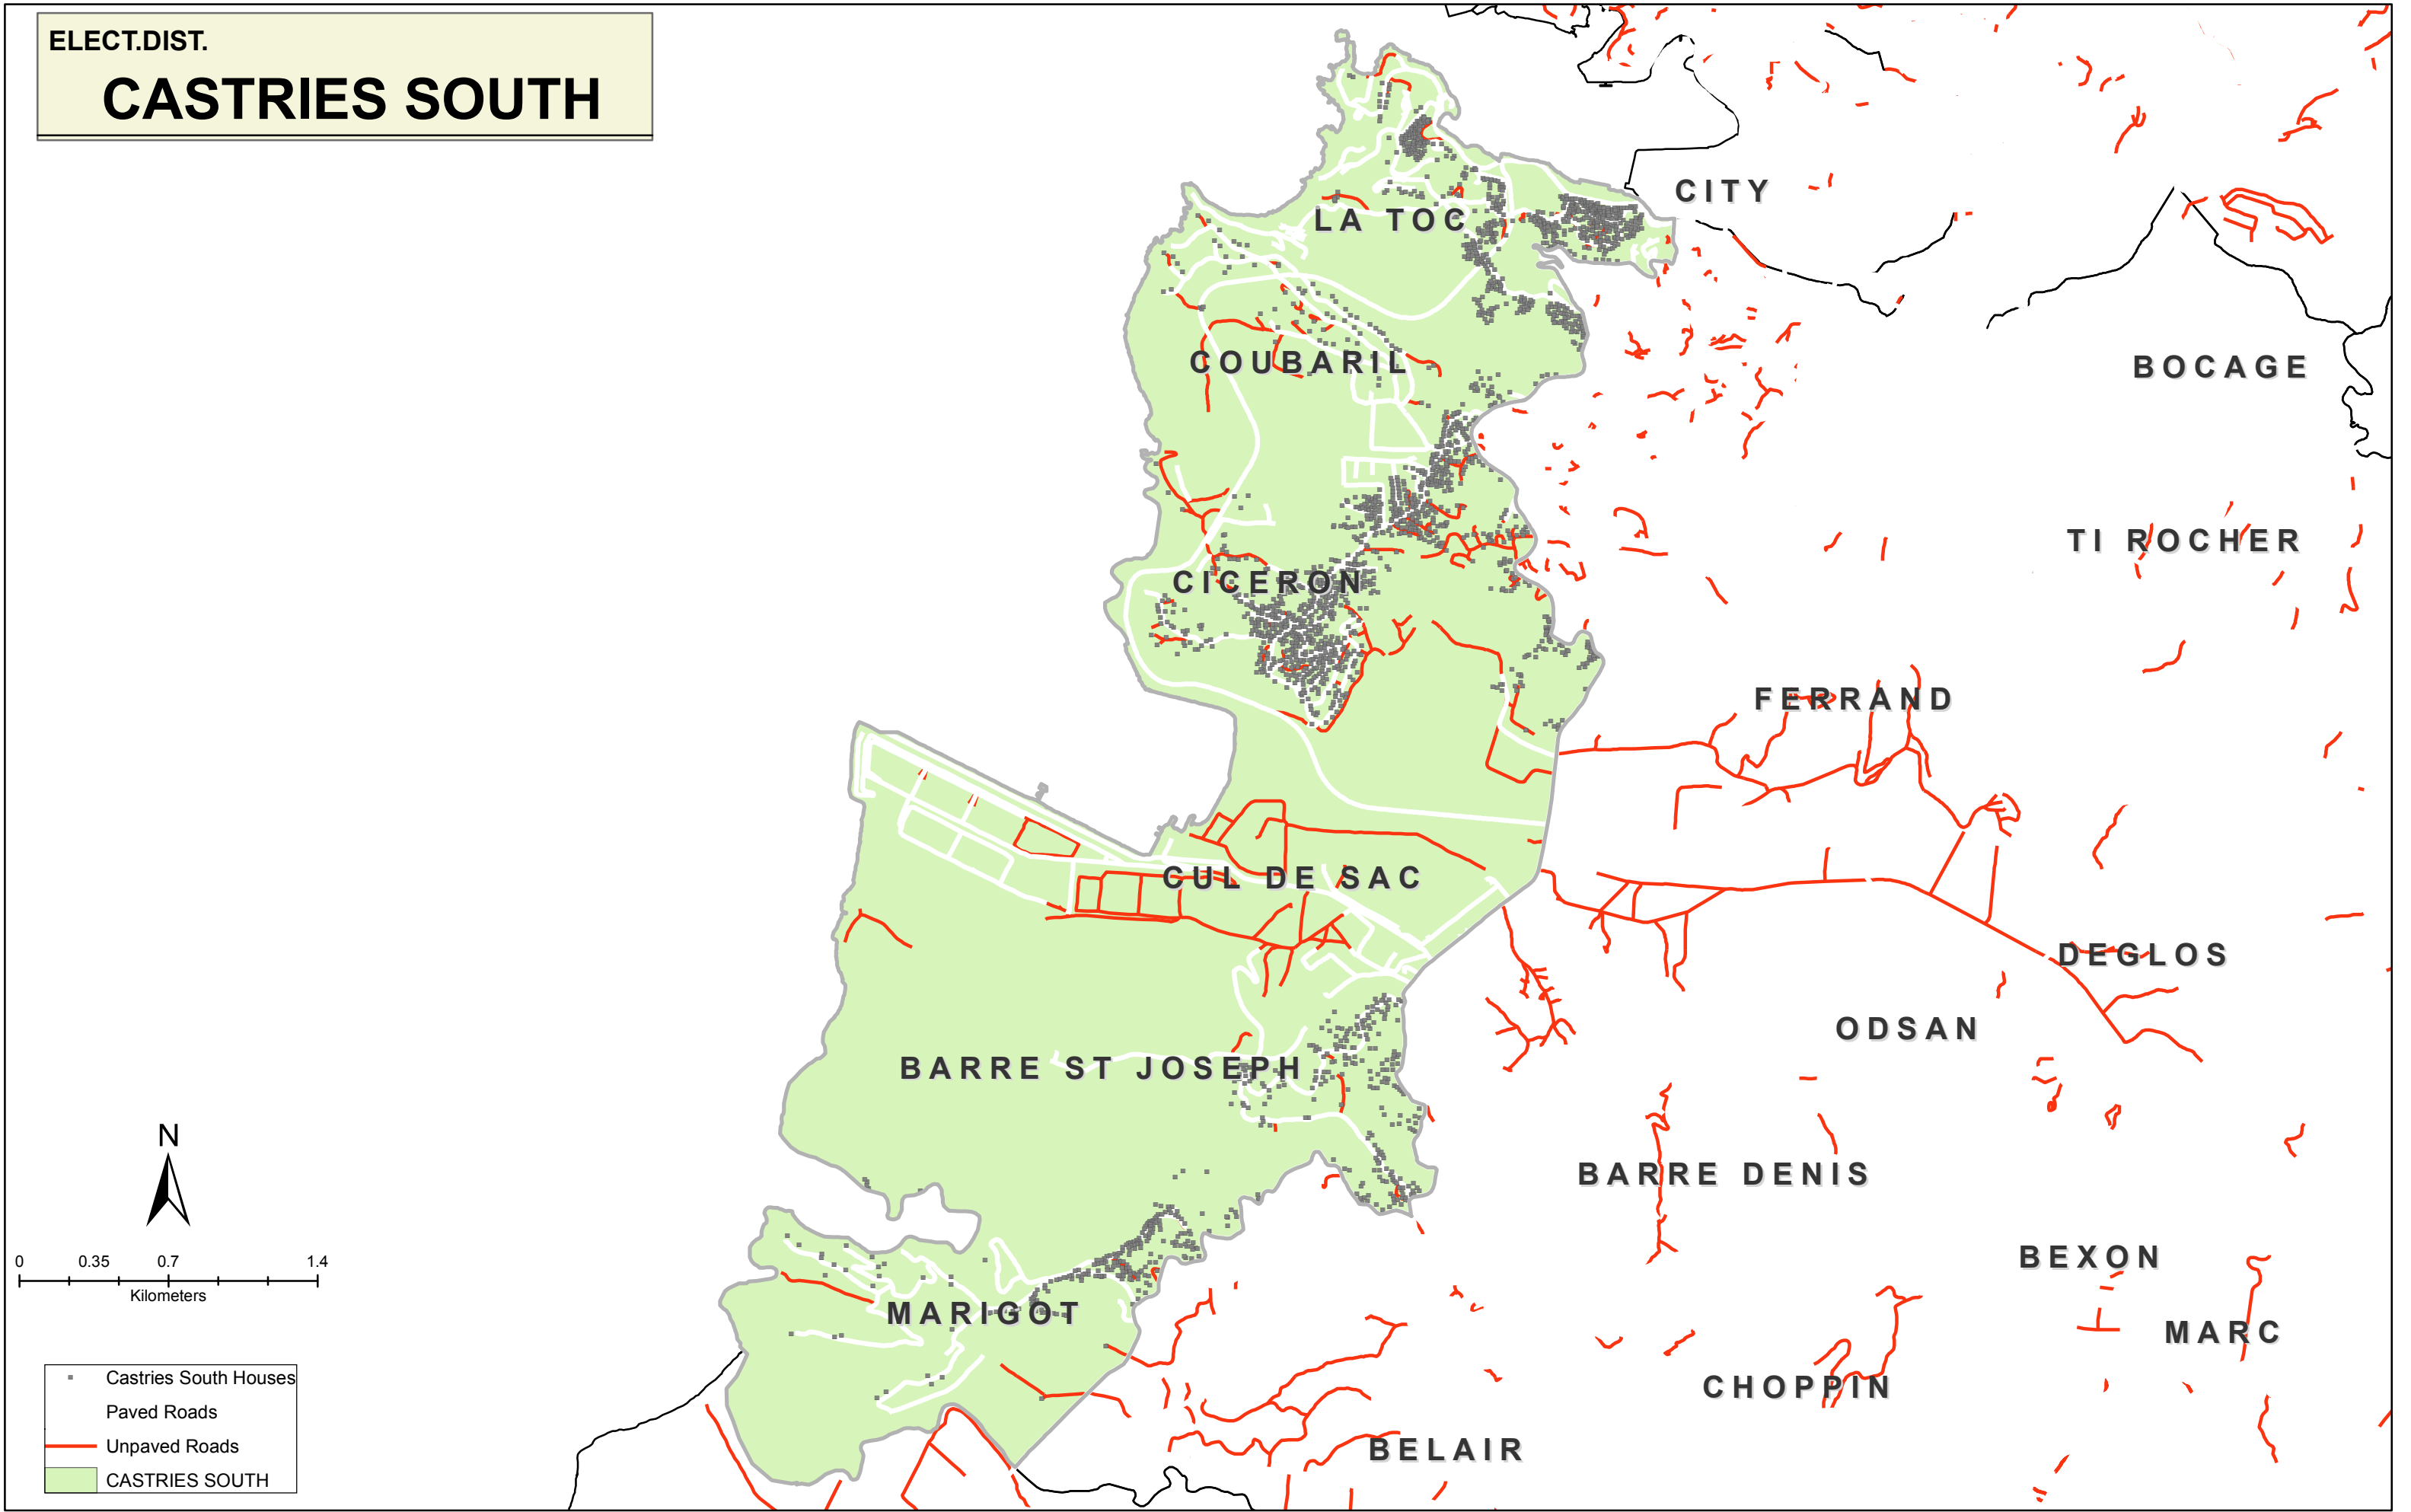 ELECT.DIST.
CASTRIES SOUTH
CITY
LA TOC
COUBARIL
BOCAGE
TI ROCHER
CICERON
FERRAND
CUL DE SAC
DEGLOS
ODSAN
BARRE ST JOSEPH
BARRE DENIS
BEXON
MARIGOT
MARC
CHOPPIN
BELAIR
N
0 0.35 0.7 1.4
Kilometers
Castries South Houses
Paved Roads
Unpaved Roads
CASTRIES SOUTH